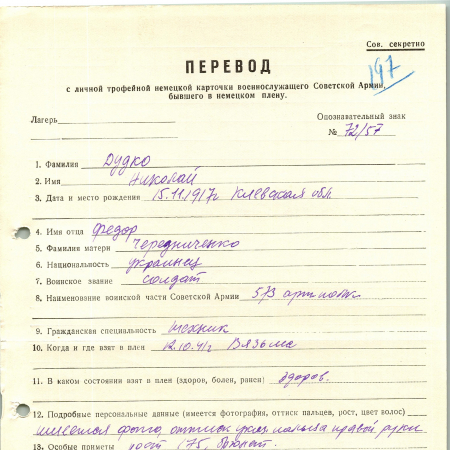 Сов. секретно
197
ПЕРЕВОД
с личной трофейной немецкой карточки военнослужащего Советской Армии,
бывшего в немецком плену.
Лагерь
Опознавательный знак
№ 72/57
1. Фамилия Дудко
2. Имя Николай
3. Дата и место рождения 15.11.1917г Киевская обл.
4. Имя отца Федор
5. Фамилия матери Чередниченко
6. Национальность украинец
7. Воинское звание солдат
8. Наименование воинской части Советской Армии 573 арт. полк
9. Гражданская специальность техник
10. Когда и где взят в плен 12.10.41г Вязьма
11. В каком состоянии взят в плен (здоров, болен, ранен) здоров.
12. Подробные персональные данные (имеется фотография, оттиск пальцев, рост, цвет волос)
имеется фото, оттиск указ. пальца правой руки
13. Особые приметы рост 175, брюнет.